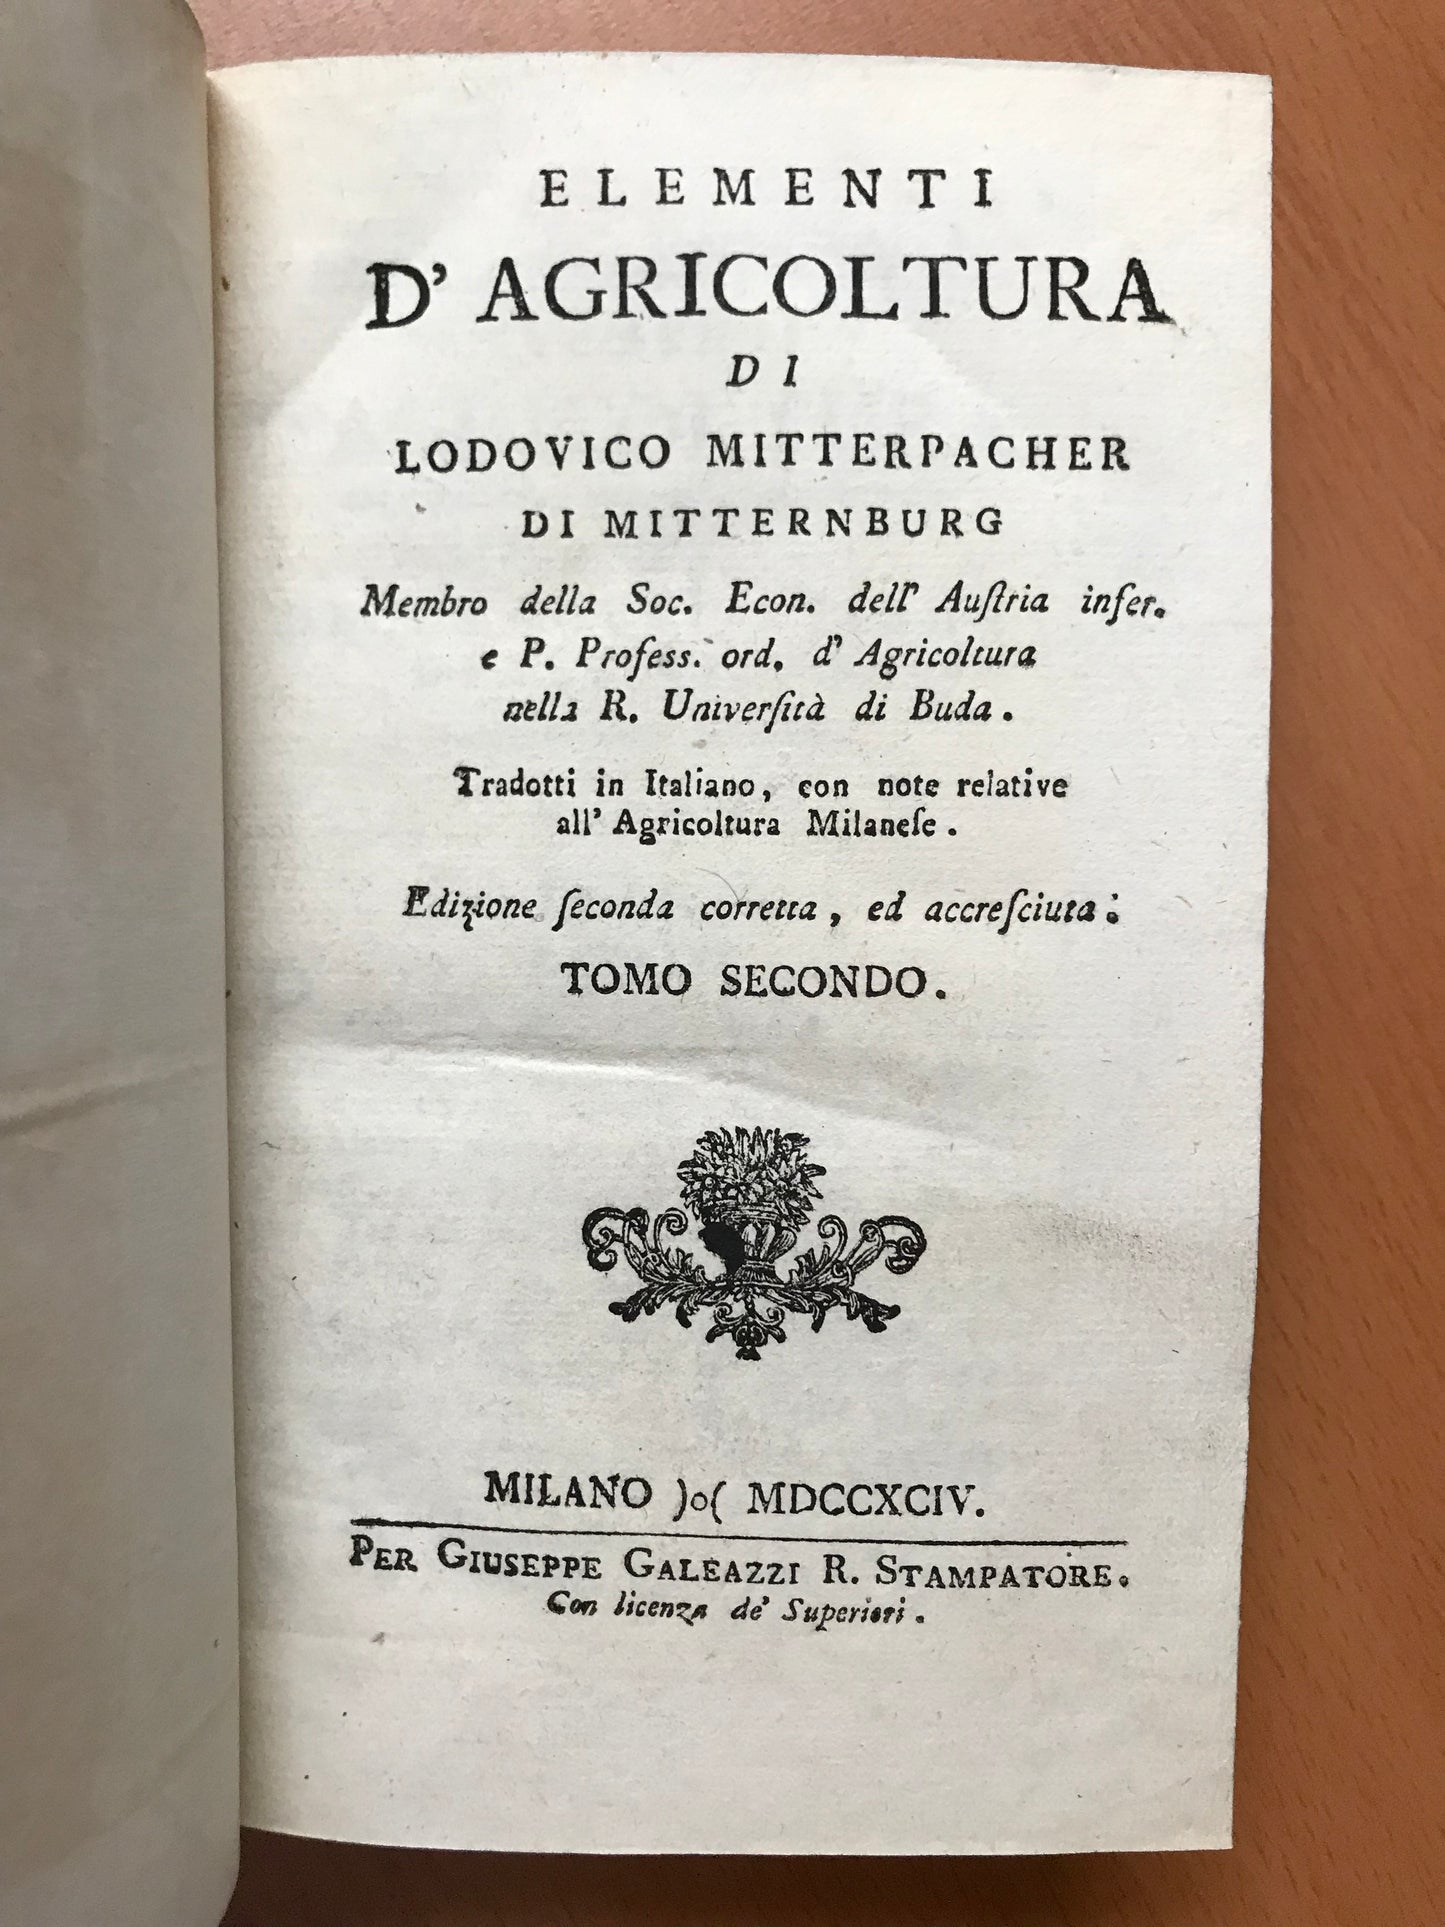 ELEMENTI
D' AGRICOLTURA
DI
LODOVICO MITTERPACHER
DI MITTERNBURG
Membro della Soc. Econ. dell' Auſtria infer.
e P. Profess. ord. d' Agricoltura
nella R. Univerſità di Buda.
Tradotti in Italiano, con note relative
all' Agricoltura Milaneſe.
Edizione ſeconda corretta, ed accreſciuta.
TOMO SECONDO.
MILANO )o( MDCCXCIV.
PER GIUSEPPE GALEAZZI R. STAMPATORE.
Con licenza de' Superiori.